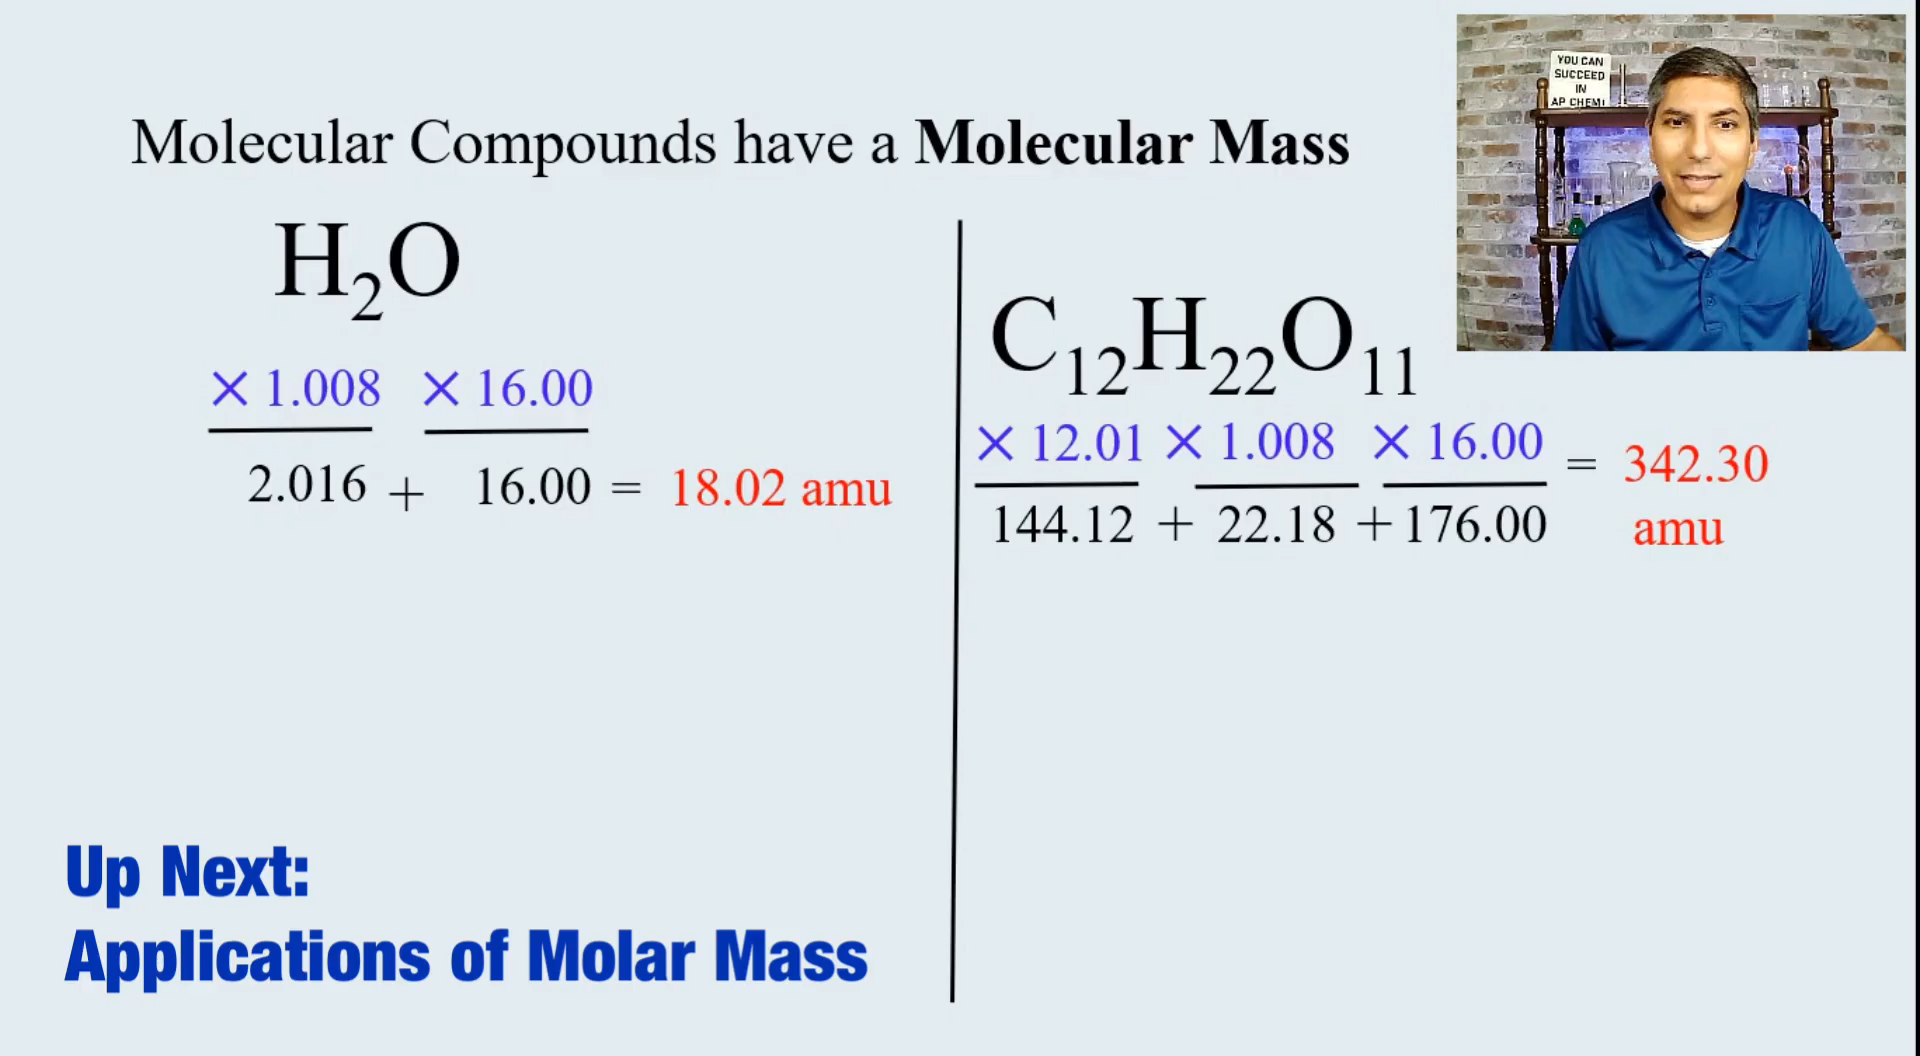 YOU CAN
SUCCEED
IN
AP CHEM!
Molecular Compounds have a Molecular Mass
H₂O
× 1.008 × 16.00
2.016 + 16.00 = 18.02 amu
C₁₂H₂₂O₁₁
× 12.01 × 1.008 × 16.00
144.12 + 22.18 + 176.00
= 342.30
amu
Up Next:
Applications of Molar Mass